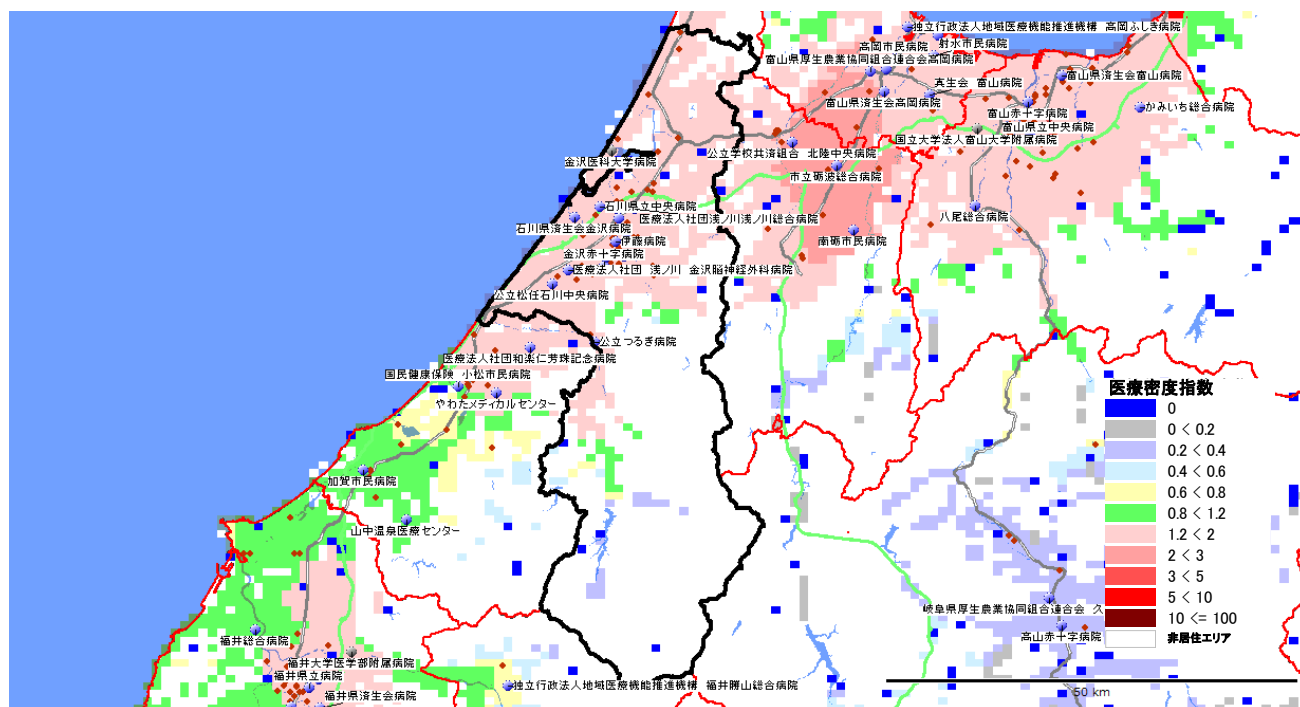 独立行政法人地域医療機能推進機構 高岡ふしき病院
射水市民病院
高岡市民病院
富山県厚生農業協同組合連合会高岡病院
真生会 富山病院
富山県済生会富山病院
富山県済生会高岡病院
かみいち総合病院
富山赤十字病院
富山県立中央病院
国立大学法人富山大学附属病院
公立学校共済組合 北陸中央病院
金沢医科大学病院
市立砺波総合病院
石川県立中央病院
八尾総合病院
医療法人社団浅ノ川浅ノ川総合病院
石川県済生会金沢病院
南砺市民病院
伊藤病院
金沢赤十字病院
医療法人社団 浅ノ川 金沢脳神経外科病院
公立松任石川中央病院
公立つるぎ病院
医療法人社団和楽仁芳珠記念病院
国民健康保険 小松市民病院
やわたメディカルセンター
加賀市民病院
山中温泉医療センター
岐阜県厚生農業協同組合連合会 久
高山赤十字病院
福井総合病院
福井大学医学部附属病院
福井県立病院
福井県済生会病院
独立行政法人地域医療機能推進機構 福井勝山総合病院
医療密度指数
0
0 < 0.2
0.2 < 0.4
0.4 < 0.6
0.6 < 0.8
0.8 < 1.2
1.2 < 2
2 < 3
3 < 5
5 < 10
10 <= 100
非居住エリア
50 km